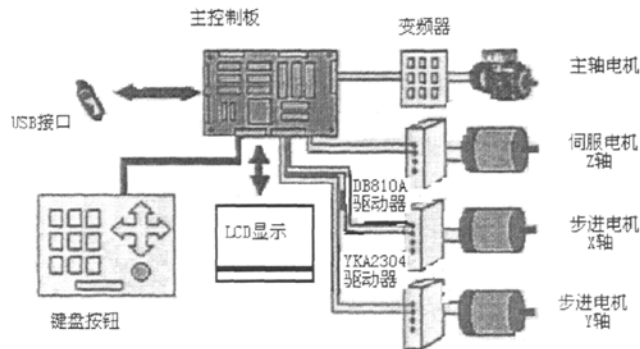 主控制板
变频器
主轴电机
USB接口
伺服电机
Z轴
DB810A
驱动器
LCD显示
步进电机
X轴
YKA2304
驱动器
键盘按钮
步进电机
Y轴